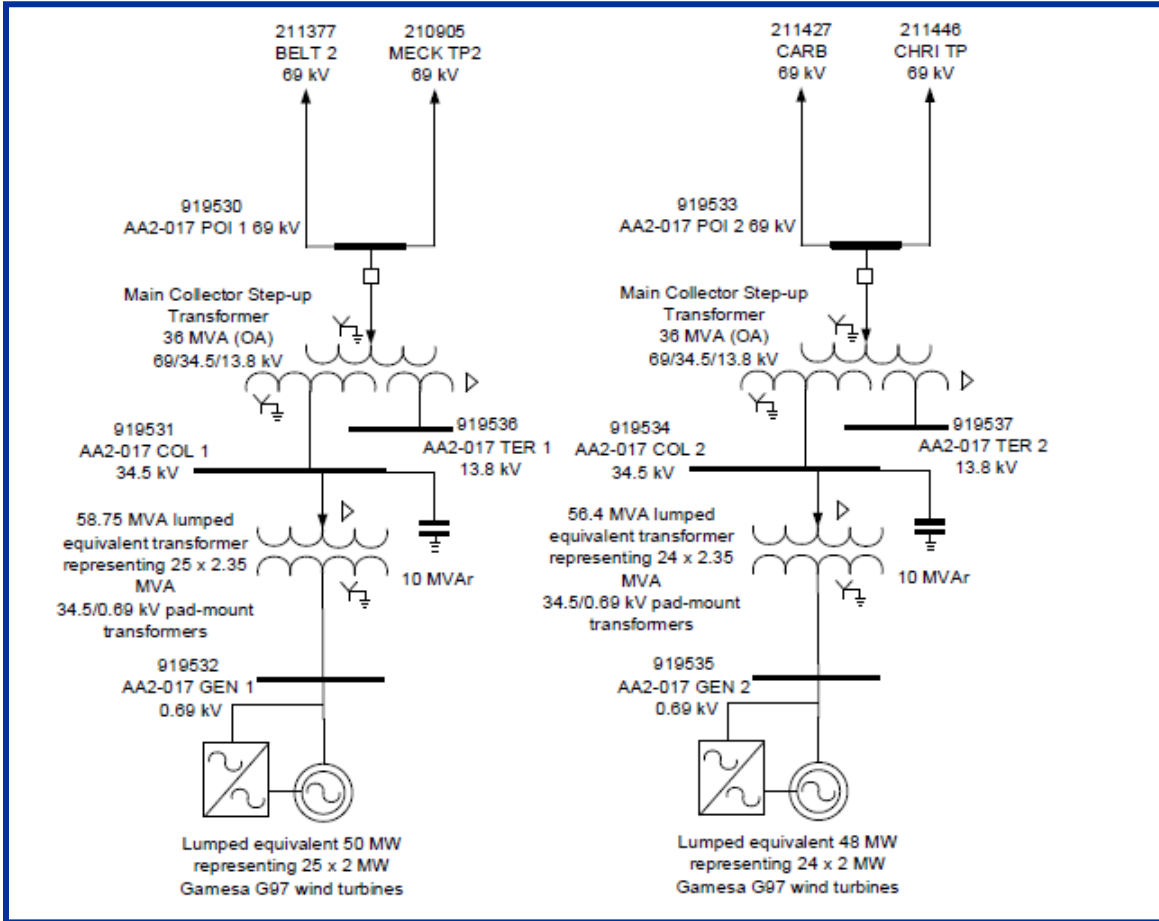 211377
BELT 2
69 kV
210905
MECK TP2
69 kV
919530
AA2-017 POI 1 69 kV
Main Collector Step-up
Transformer
36 MVA (OA)
69/34.5/13.8 kV
919531
AA2-017 COL 1
34.5 kV
919536
AA2-017 TER 1
13.8 kV
58.75 MVA lumped
equivalent transformer
representing 25 x 2.35
MVA
34.5/0.69 kV pad-mount
transformers
10 MVAr
919532
AA2-017 GEN 1
0.69 kV
Lumped equivalent 50 MW
representing 25 x 2 MW
Gamesa G97 wind turbines
211427
CARB
69 kV
211446
CHRI TP
69 kV
919533
AA2-017 POI 2 69 kV
Main Collector Step-up
Transformer
36 MVA (OA)
69/34.5/13.8 kV
919534
AA2-017 COL 2
34.5 kV
919537
AA2-017 TER 2
13.8 kV
56.4 MVA lumped
equivalent transformer
representing 24 x 2.35
MVA
34.5/0.69 kV pad-mount
transformers
10 MVAr
919535
AA2-017 GEN 2
0.69 kV
Lumped equivalent 48 MW
representing 24 x 2 MW
Gamesa G97 wind turbines